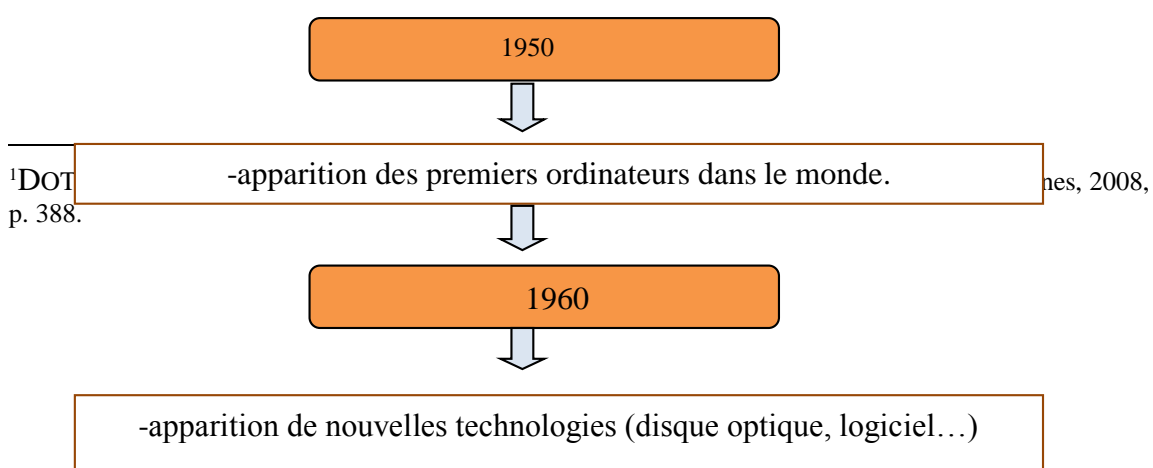 1950
-apparition des premiers ordinateurs dans le monde.
¹DOT nes, 2008,
p. 388.
1960
-apparition de nouvelles technologies (disque optique, logiciel…)